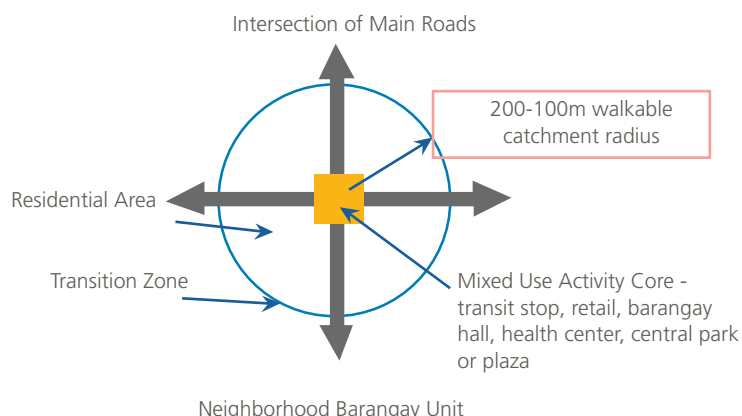 Intersection of Main Roads
200-100m walkable
catchment radius
Residential Area
Transition Zone
Mixed Use Activity Core -
transit stop, retail, barangay
hall, health center, central park
or plaza
Neighborhood Barangay Unit